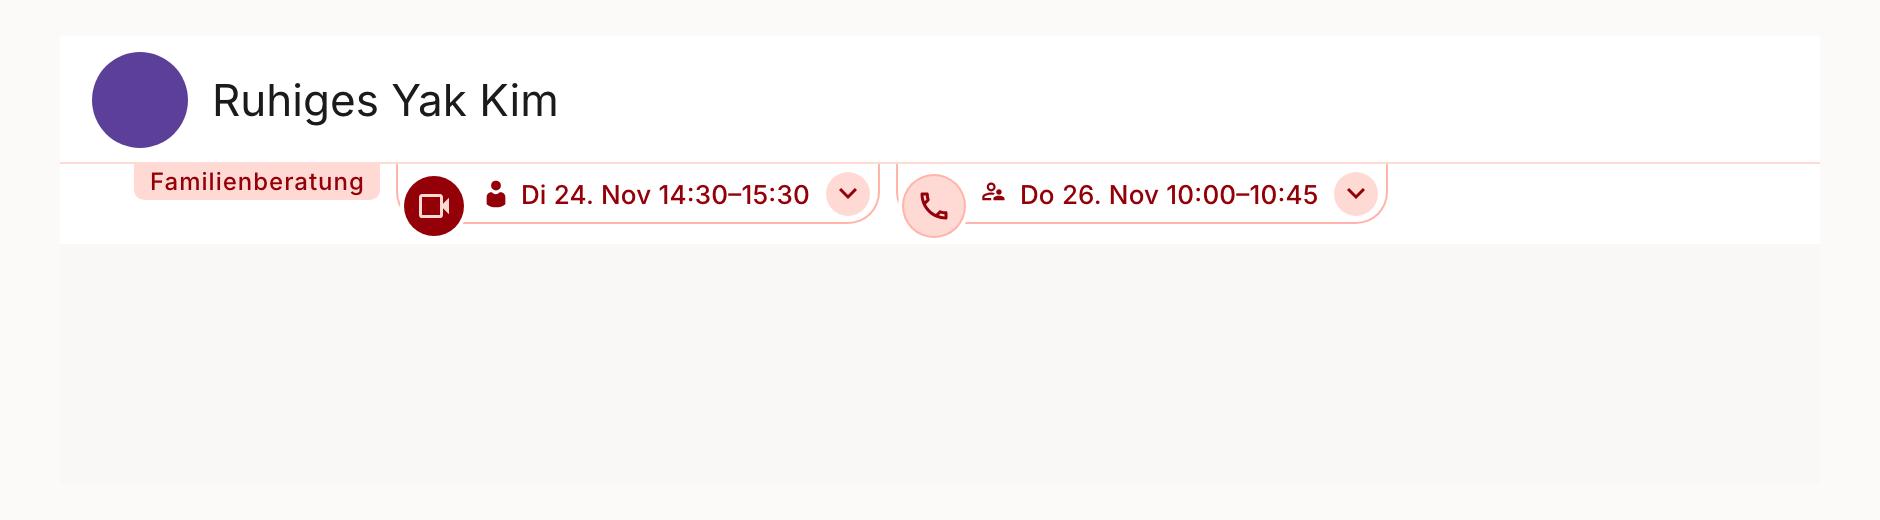 Ruhiges Yak Kim
Familienberatung
Di 24. Nov 14:30–15:30
Do 26. Nov 10:00–10:45